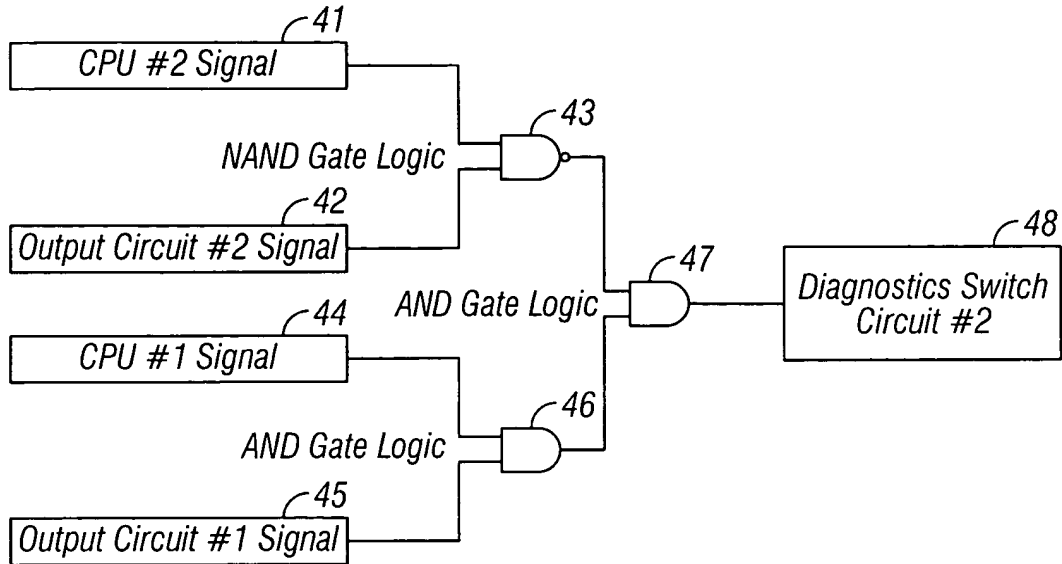 41
CPU #2 Signal
43
NAND Gate Logic
42
Output Circuit #2 Signal
48
47
Diagnostics Switch
Circuit #2
AND Gate Logic
44
CPU #1 Signal
46
AND Gate Logic
45
Output Circuit #1 Signal